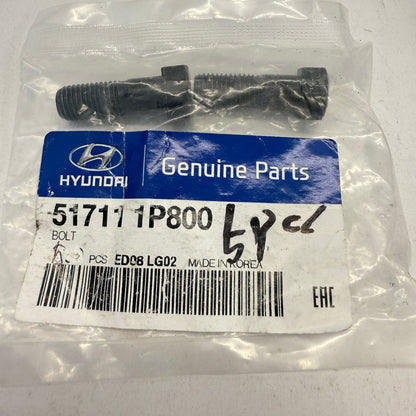 HYUNDAI
Genuine Parts
51711 1P800
BOLT
PCS ED08 LG02 MADE IN KOREA
EAC